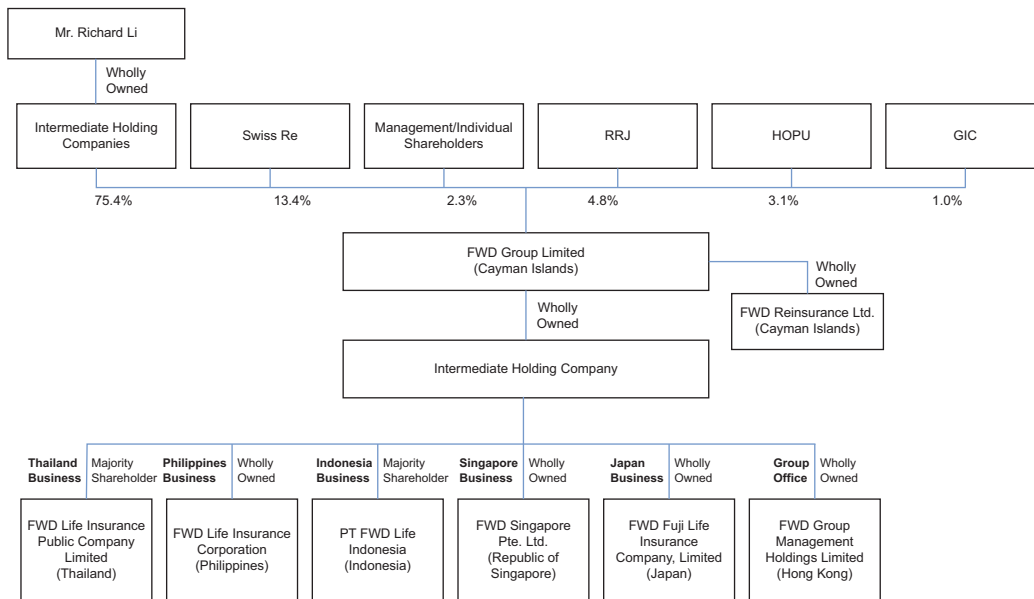 Mr. Richard Li
Wholly
Owned
Intermediate Holding
Companies
Swiss Re
Management/Individual
Shareholders
RRJ
HOPU
GIC
75.4%
13.4%
2.3%
4.8%
3.1%
1.0%
FWD Group Limited
(Cayman Islands)
Wholly
Owned
FWD Reinsurance Ltd.
(Cayman Islands)
Wholly
Owned
Intermediate Holding Company
Thailand
Business
Majority
Shareholder
Philippines
Business
Wholly
Owned
Indonesia
Business
Majority
Shareholder
Singapore
Business
Wholly
Owned
Japan
Business
Wholly
Owned
Group
Office
Wholly
Owned
FWD Life Insurance
Public Company
Limited
(Thailand)
FWD Life Insurance
Corporation
(Philippines)
PT FWD Life
Indonesia
(Indonesia)
FWD Singapore
Pte. Ltd.
(Republic of
Singapore)
FWD Fuji Life
Insurance
Company, Limited
(Japan)
FWD Group
Management
Holdings Limited
(Hong Kong)